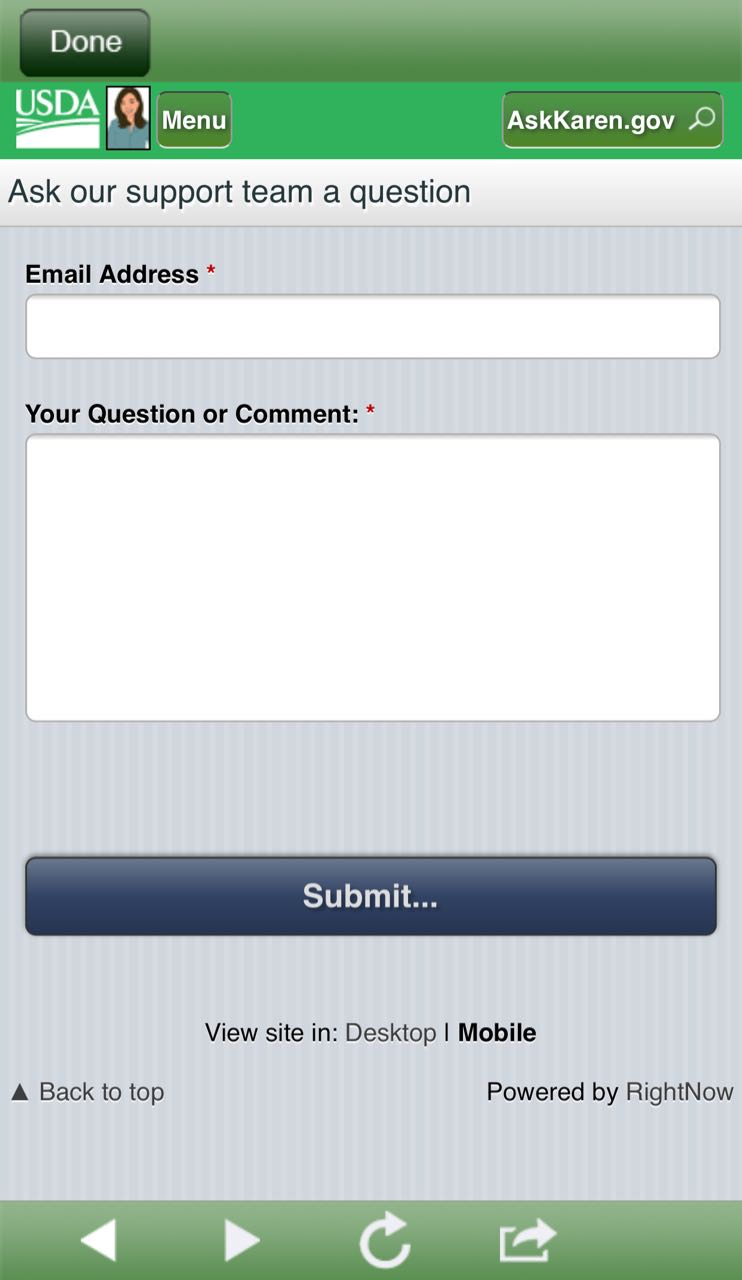 Done
USDA Menu AskKaren.gov
Ask our support team a question
Email Address *
Your Question or Comment: *
Submit...
View site in: Desktop | Mobile
▲ Back to top Powered by RightNow